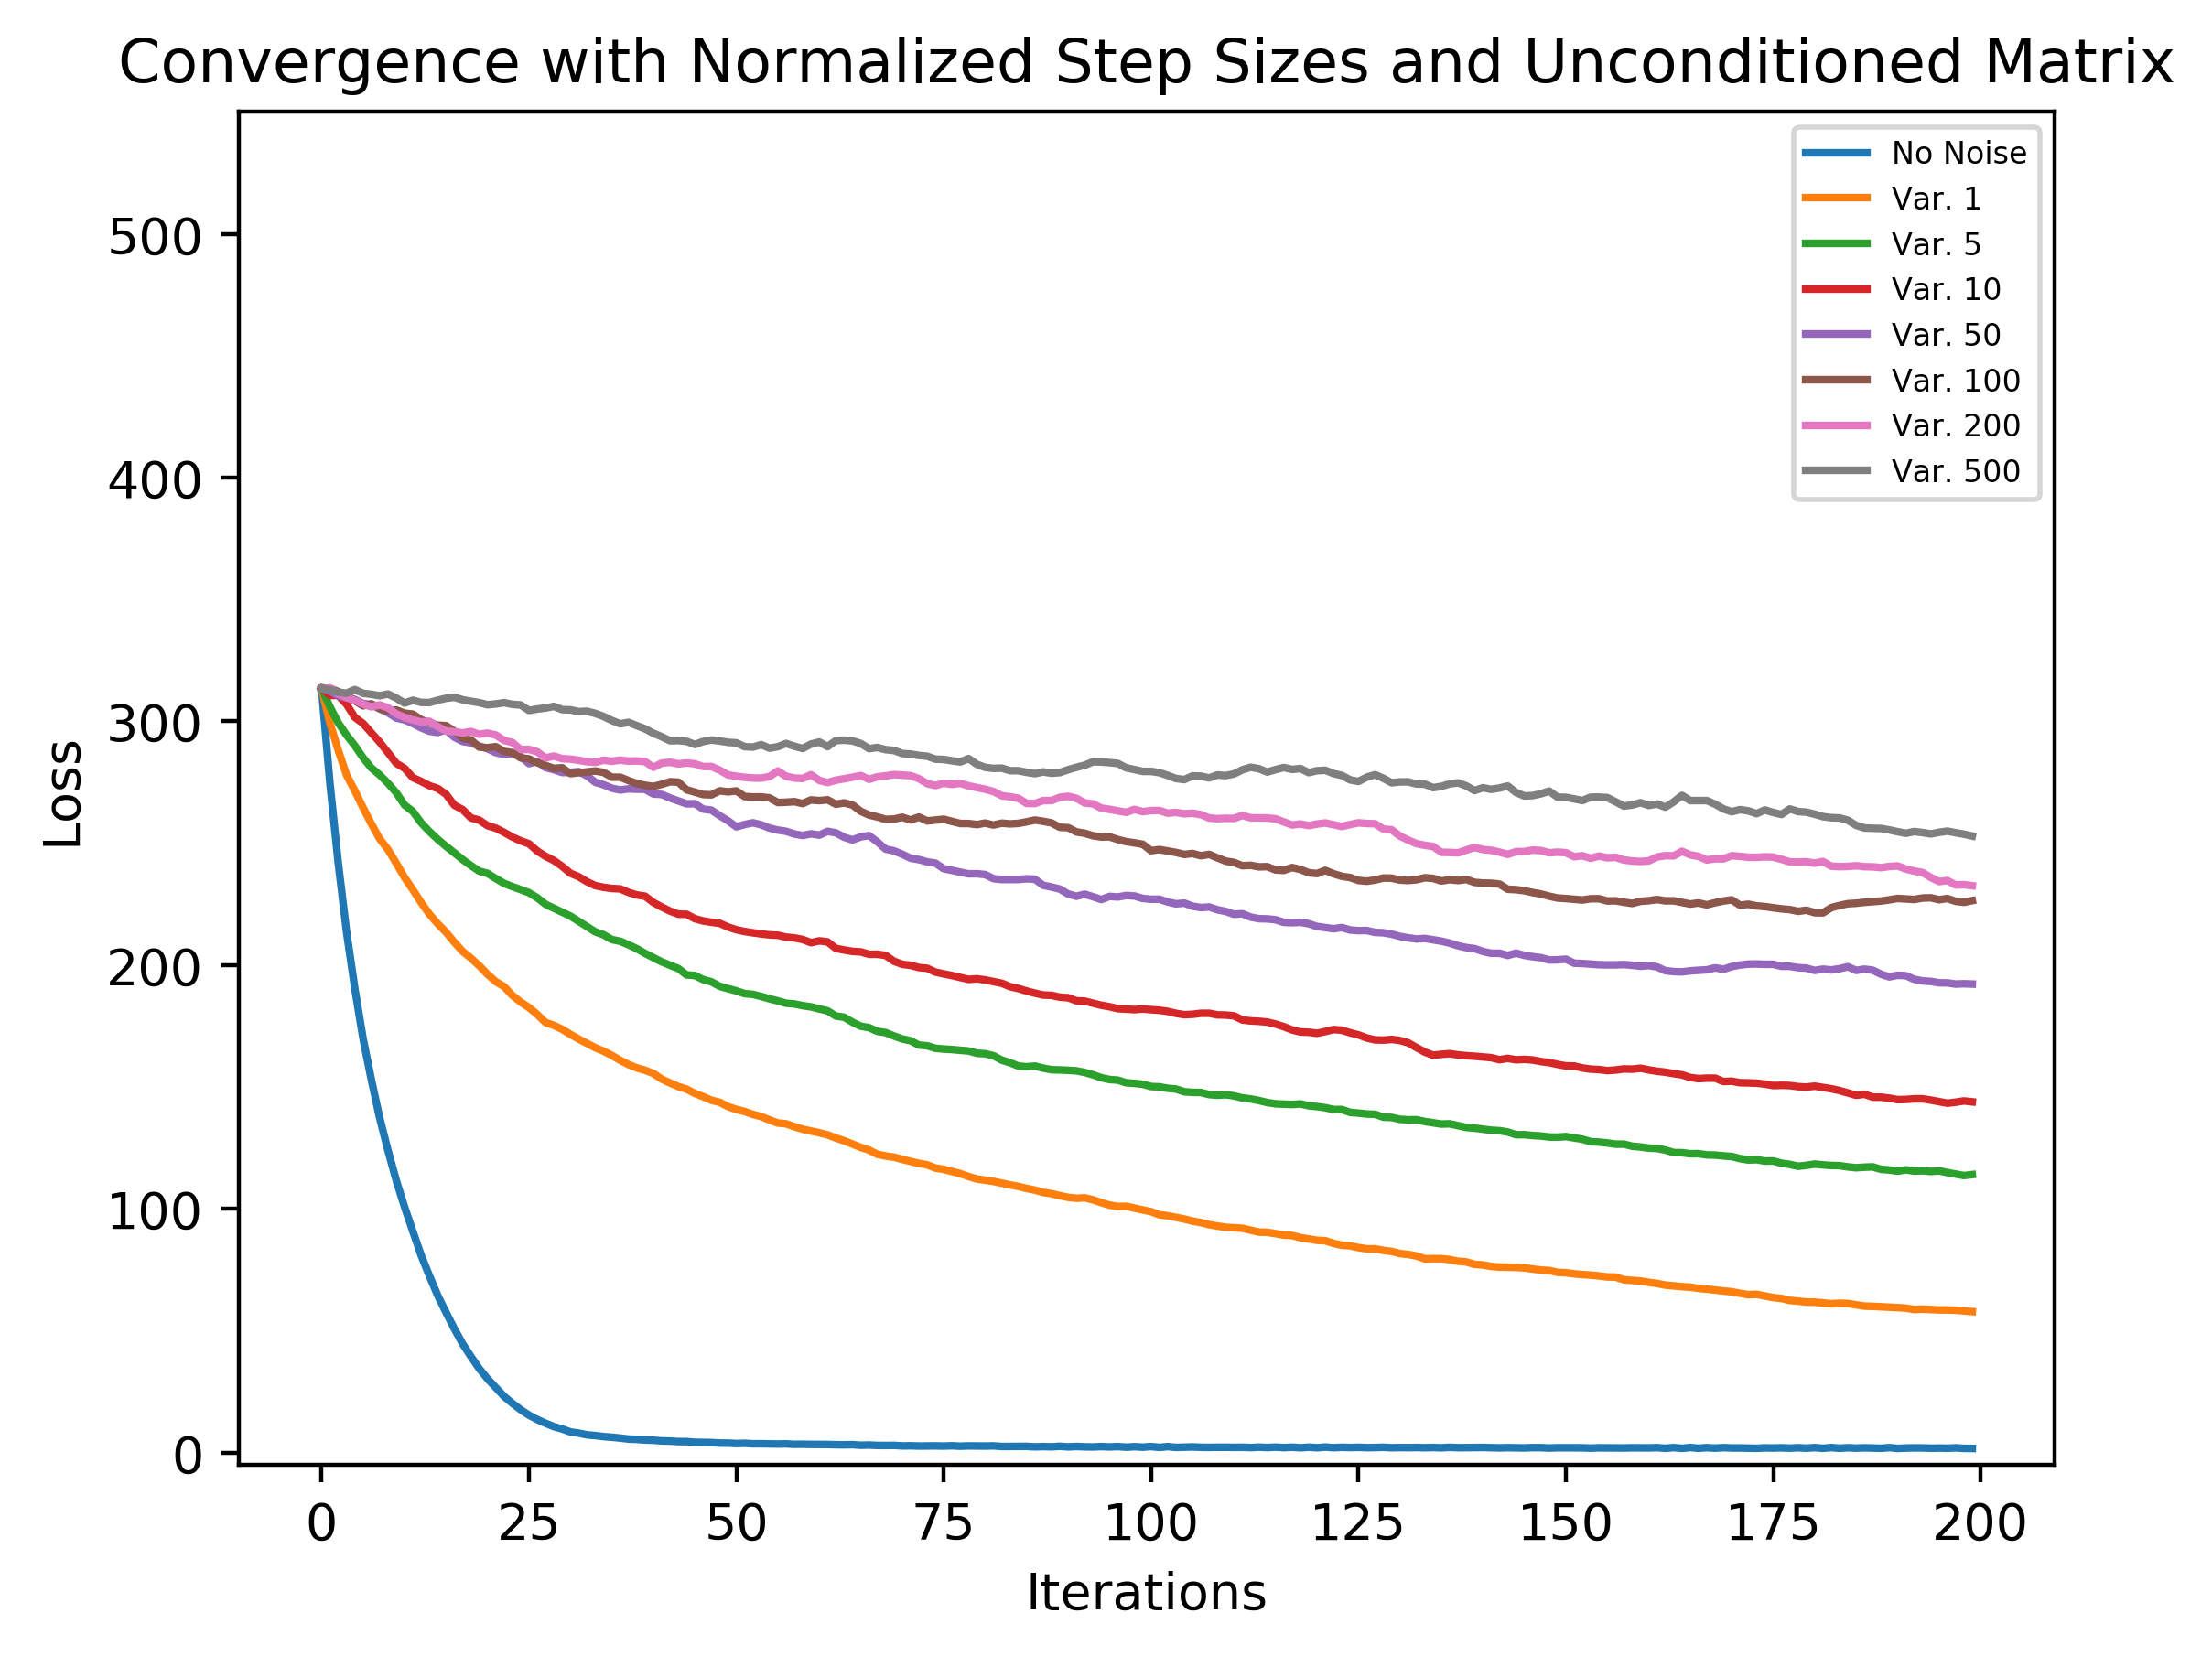 Convergence with Normalized Step Sizes and Unconditioned Matrix
No Noise
Var. 1
Var. 5
Var. 10
Var. 50
Var. 100
Var. 200
Var. 500
500
400
300
200
100
0
Loss
0 25 50 75 100 125 150 175 200
Iterations